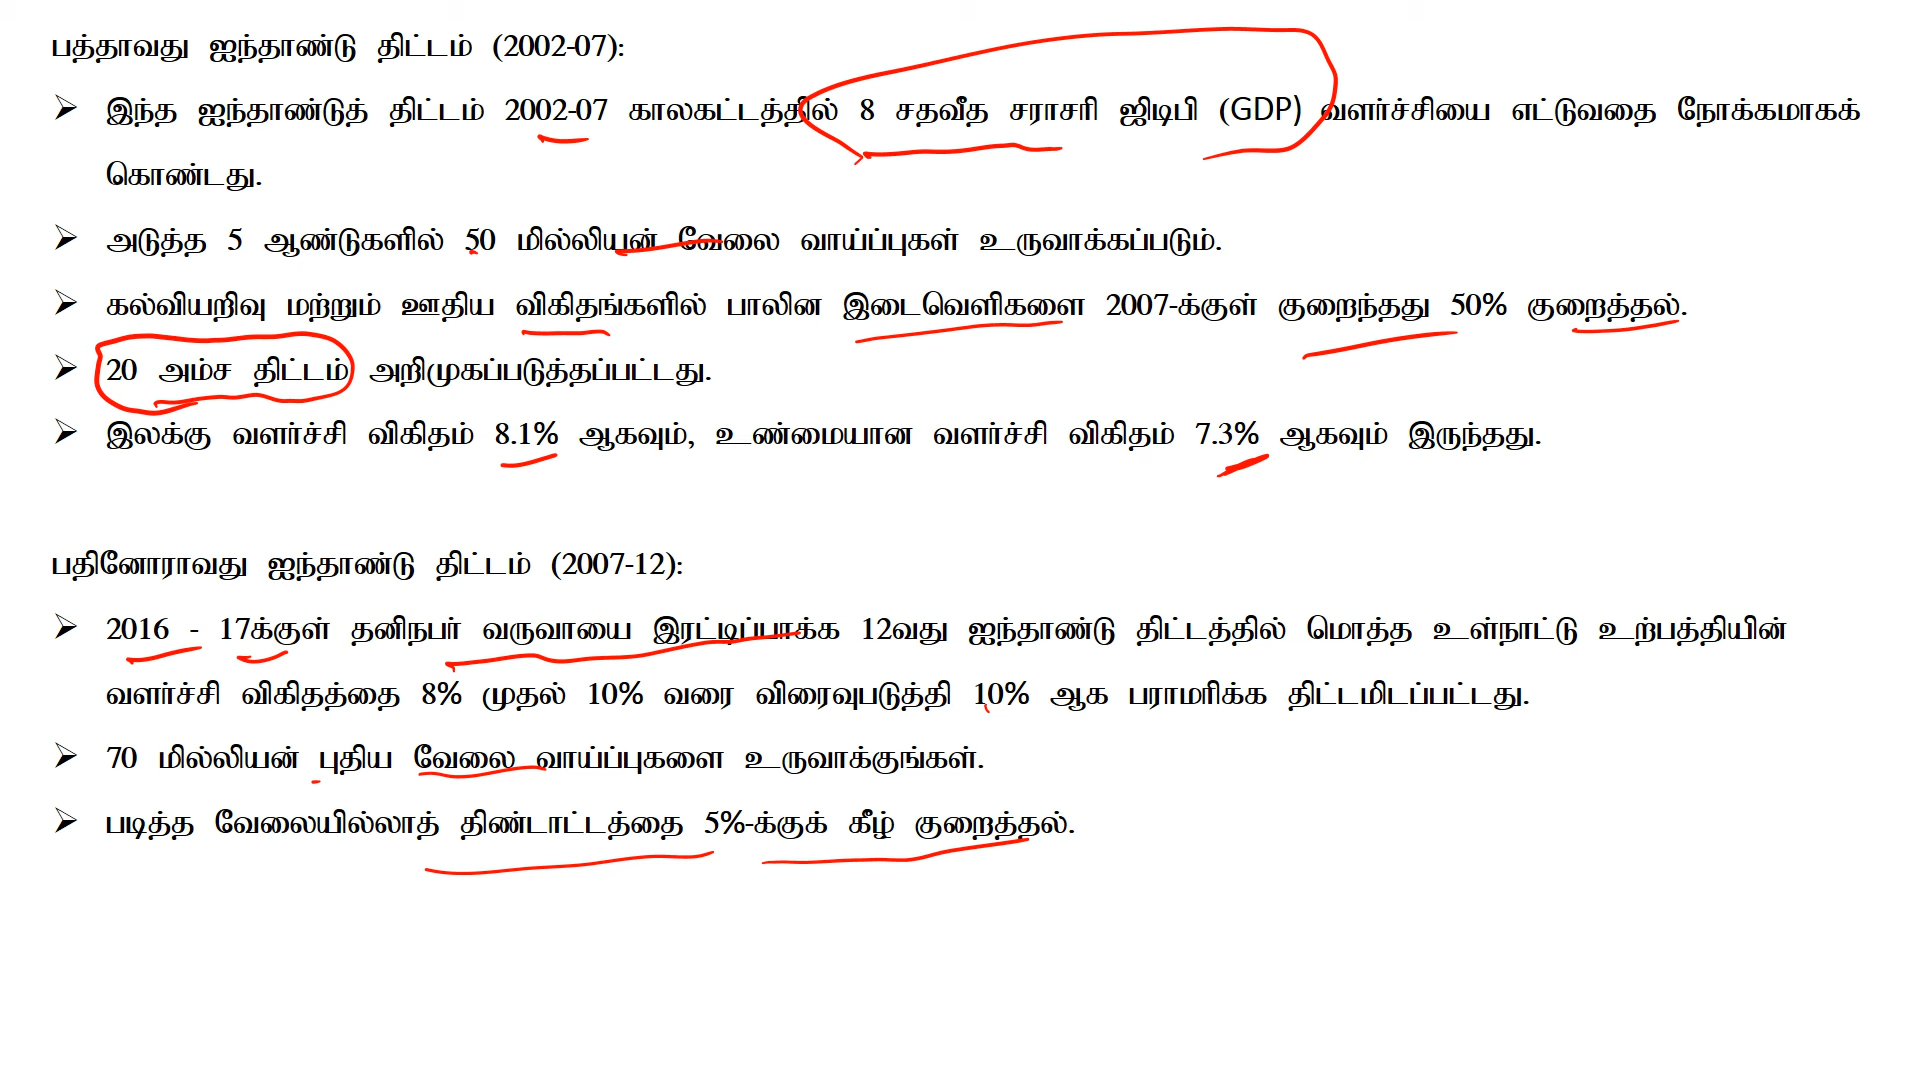 பத்தாவது ஐந்தாண்டு திட்டம் (2002-07):
➢ இந்த ஐந்தாண்டுத் திட்டம் 2002-07 காலகட்டத்தில் 8 சதவீத சராசரி ஜிடிபி (GDP) வளர்ச்சியை எட்டுவதை நோக்கமாகக்
கொண்டது.
➢ அடுத்த 5 ஆண்டுகளில் 50 மில்லியன் வேலை வாய்ப்புகள் உருவாக்கப்படும்.
➢ கல்வியறிவு மற்றும் ஊதிய விகிதங்களில் பாலின இடைவெளிகளை 2007-க்குள் குறைந்தது 50% குறைத்தல்.
➢ 20 அம்ச திட்டம் அறிமுகப்படுத்தப்பட்டது.
➢ இலக்கு வளர்ச்சி விகிதம் 8.1% ஆகவும், உண்மையான வளர்ச்சி விகிதம் 7.3% ஆகவும் இருந்தது.
பதினோராவது ஐந்தாண்டு திட்டம் (2007-12):
➢ 2016 - 17க்குள் தனிநபர் வருவாயை இரட்டிப்பாக்க 12வது ஐந்தாண்டு திட்டத்தில் மொத்த உள்நாட்டு உற்பத்தியின்
வளர்ச்சி விகிதத்தை 8% முதல் 10% வரை விரைவுபடுத்தி 10% ஆக பராமரிக்க திட்டமிடப்பட்டது.
➢ 70 மில்லியன் புதிய வேலை வாய்ப்புகளை உருவாக்குங்கள்.
➢ படித்த வேலையில்லாத் திண்டாட்டத்தை 5%-க்குக் கீழ் குறைத்தல்.